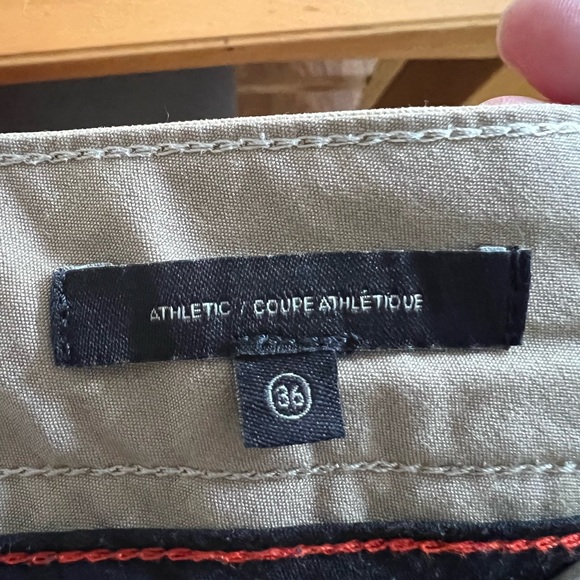 ATHLETIC / COUPE ATHLÉTIQUE
36